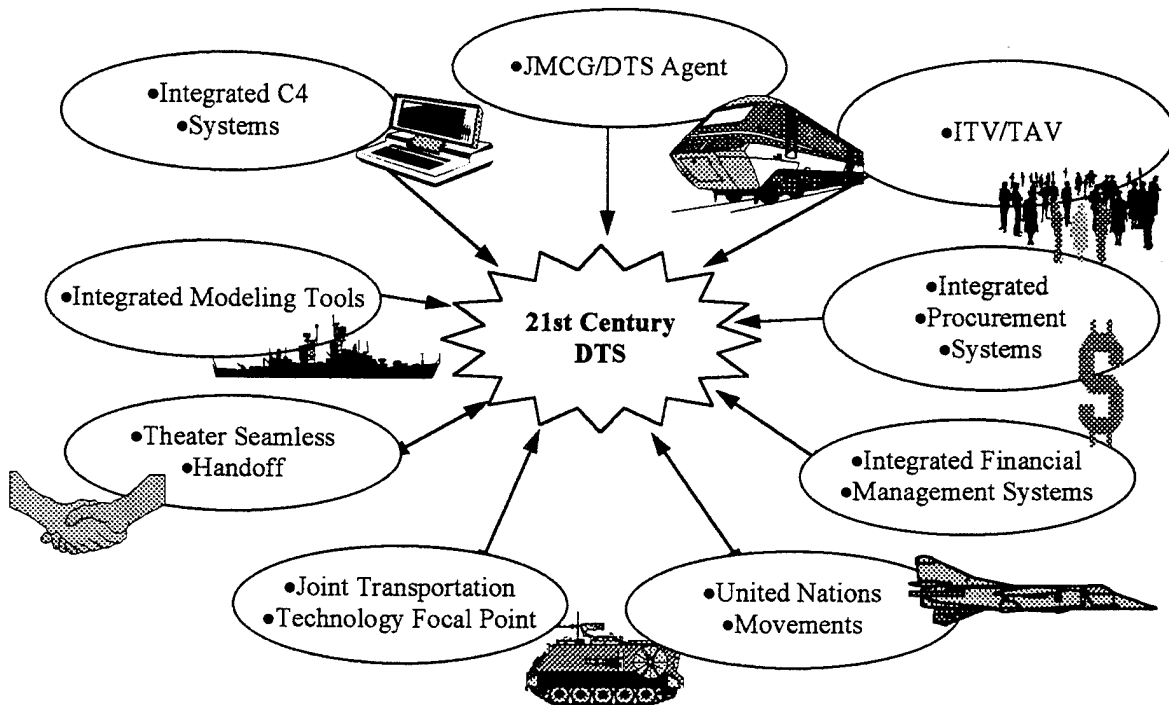 •JMCG/DTS Agent
•Integrated C4
•Systems
•ITV/TAV
•Integrated Modeling Tools
21st Century
DTS
•Integrated
•Procurement
•Systems
•Theater Seamless
•Handoff
•Integrated Financial
•Management Systems
•Joint Transportation
•Technology Focal Point
•United Nations
•Movements
$